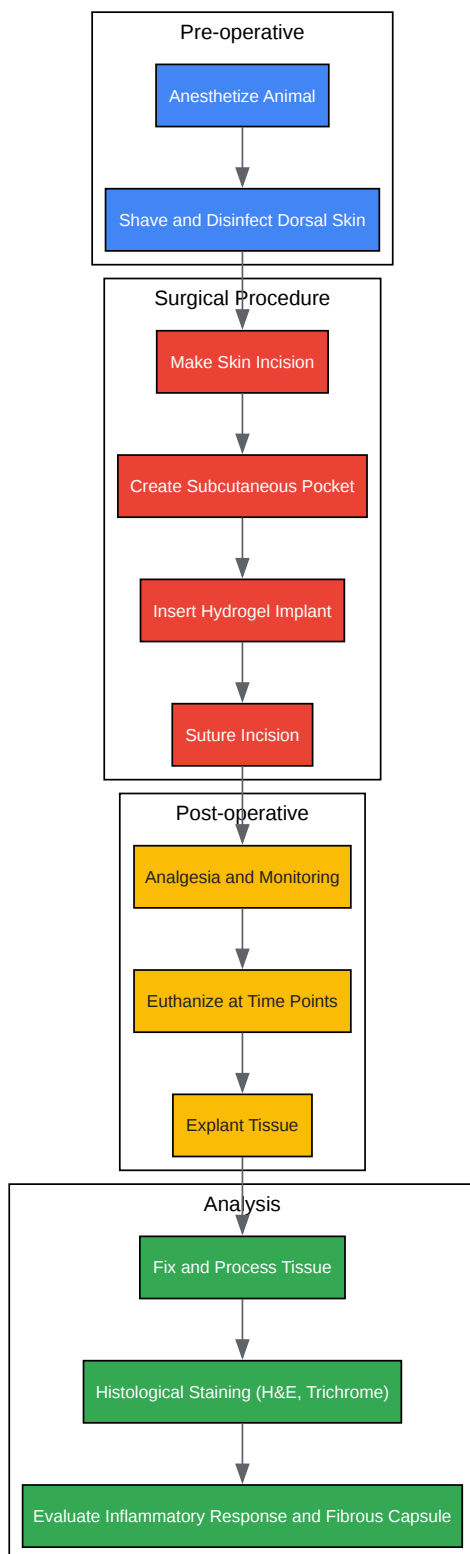 Pre-operative
Anesthetize Animal
Shave and Disinfect Dorsal Skin
Surgical Procedure
Make Skin Incision
Create Subcutaneous Pocket
Insert Hydrogel Implant
Suture Incision
Post-operative
Analgesia and Monitoring
Euthanize at Time Points
Explant Tissue
Analysis
Fix and Process Tissue
Histological Staining (H&E, Trichrome)
Evaluate Inflammatory Response and Fibrous Capsule